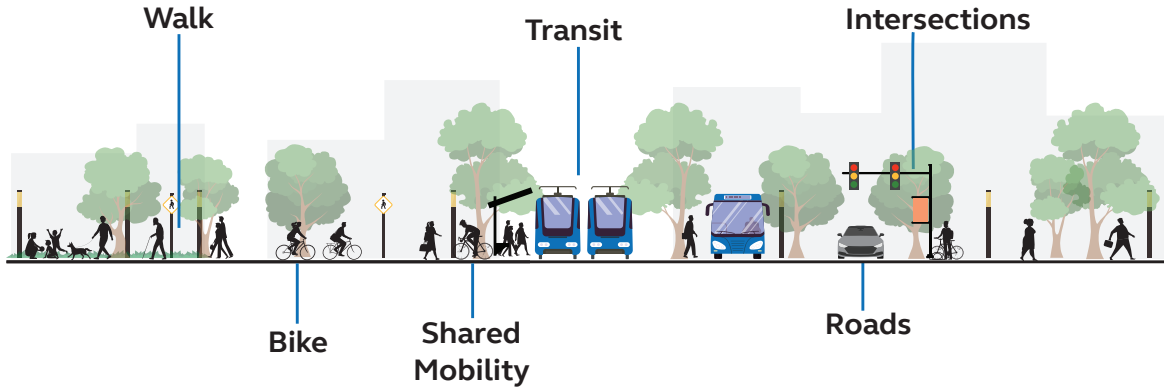 Walk
Transit
Intersections
Bike
Shared
Mobility
Roads